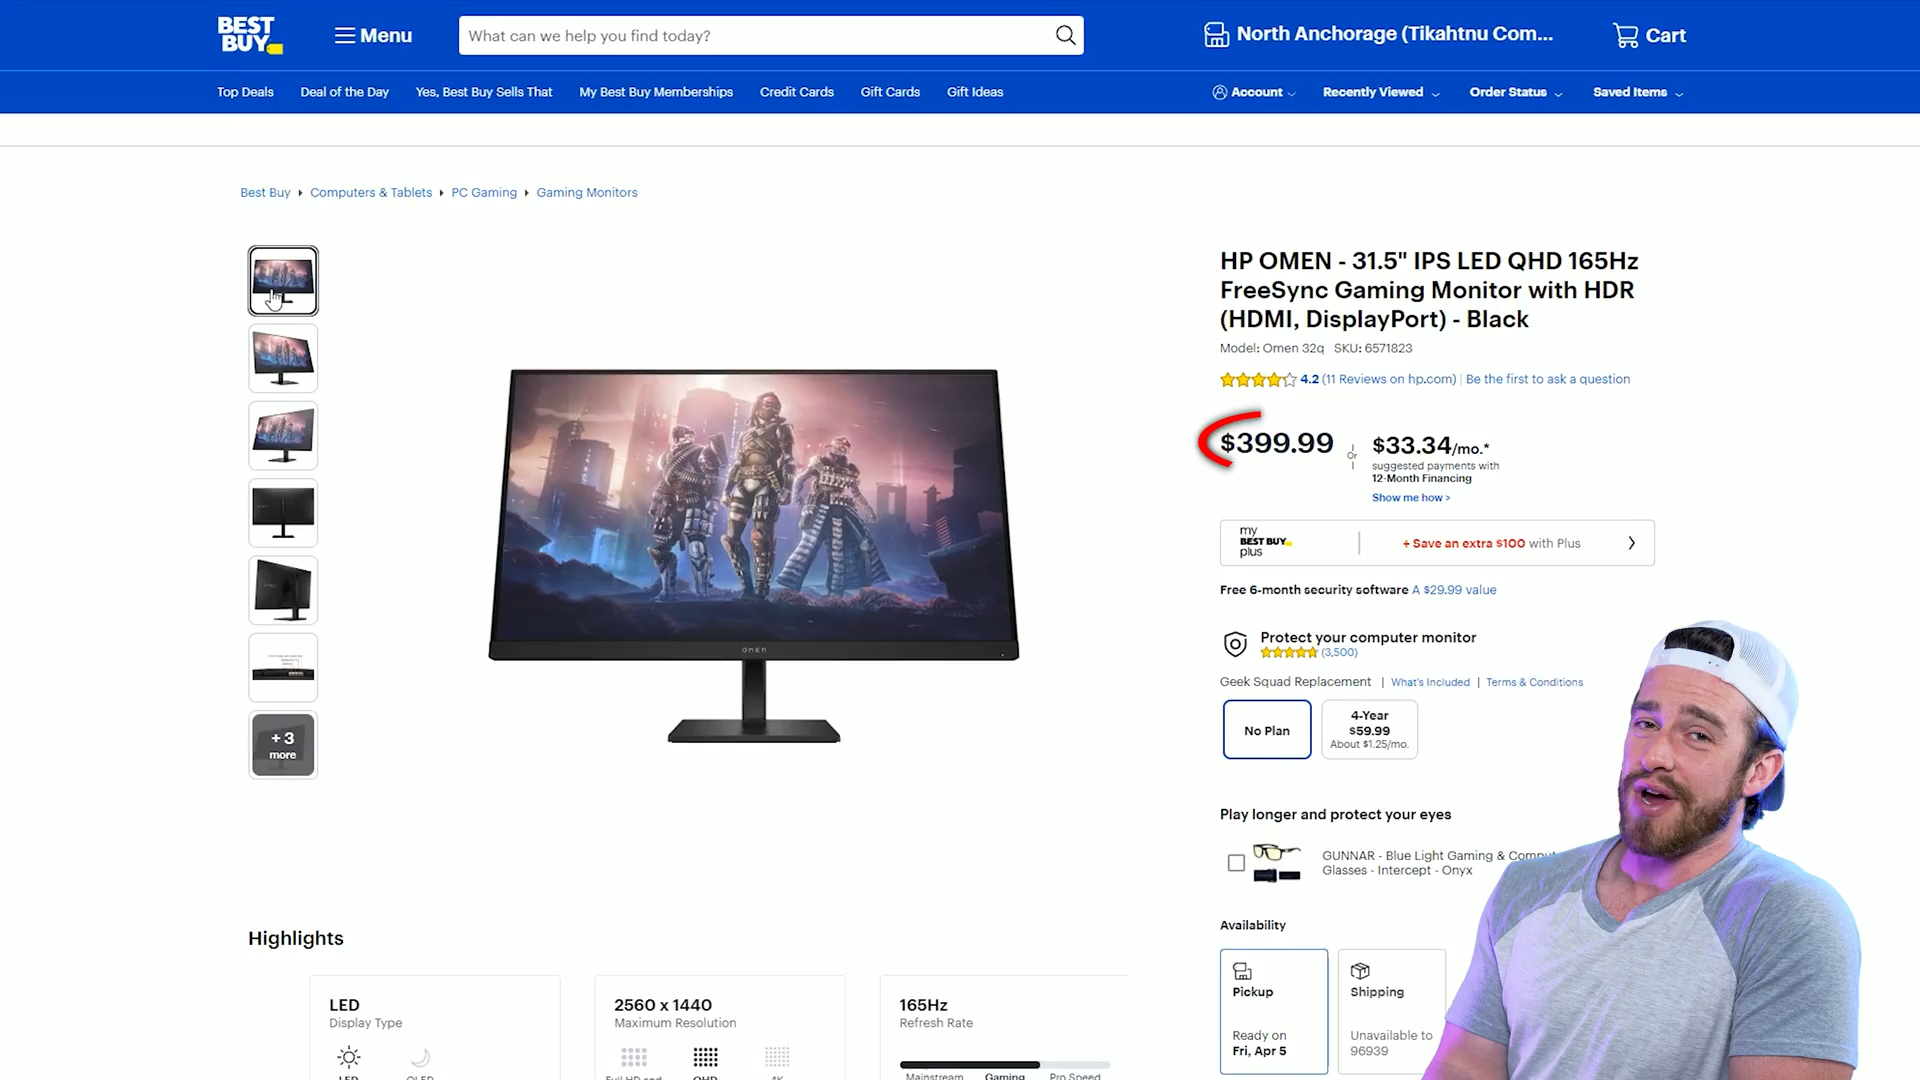 BEST BUY
Menu
What can we help you find today?
North Anchorage (Tikahtnu Com...
Cart
Top Deals
Deal of the Day
Yes, Best Buy Sells That
My Best Buy Memberships
Credit Cards
Gift Cards
Gift Ideas
Account
Recently Viewed
Order Status
Saved Items
Best Buy
Computers & Tablets
PC Gaming
Gaming Monitors
+ 3
more
OMEN
HP OMEN - 31.5" IPS LED QHD 165Hz
FreeSync Gaming Monitor with HDR
(HDMI, DisplayPort) - Black
Model: Omen 32q SKU: 6571823
4.2 (11 Reviews on hp.com) | Be the first to ask a question
$399.99
Or
$33.34/mo.*
suggested payments with
12-Month Financing
Show me how >
my
BEST BUY
plus
+ Save an extra $100 with Plus
Free 6-month security software A $29.99 value
Protect your computer monitor
(3,500)
Geek Squad Replacement | What's Included | Terms & Conditions
No Plan
4-Year
$59.99
About $1.25/mo.
Play longer and protect your eyes
GUNNAR - Blue Light Gaming &
Glasses - Intercept - Onyx
Availability
Pickup
Ready on
Fri, Apr 5
Shipping
Unavailable to
96939
Highlights
LED
Display Type
LED
OLED
2560 x 1440
Maximum Resolution
Full HD and
QHD
4K
165Hz
Refresh Rate
Mainstream
Gaming
Pro Speed